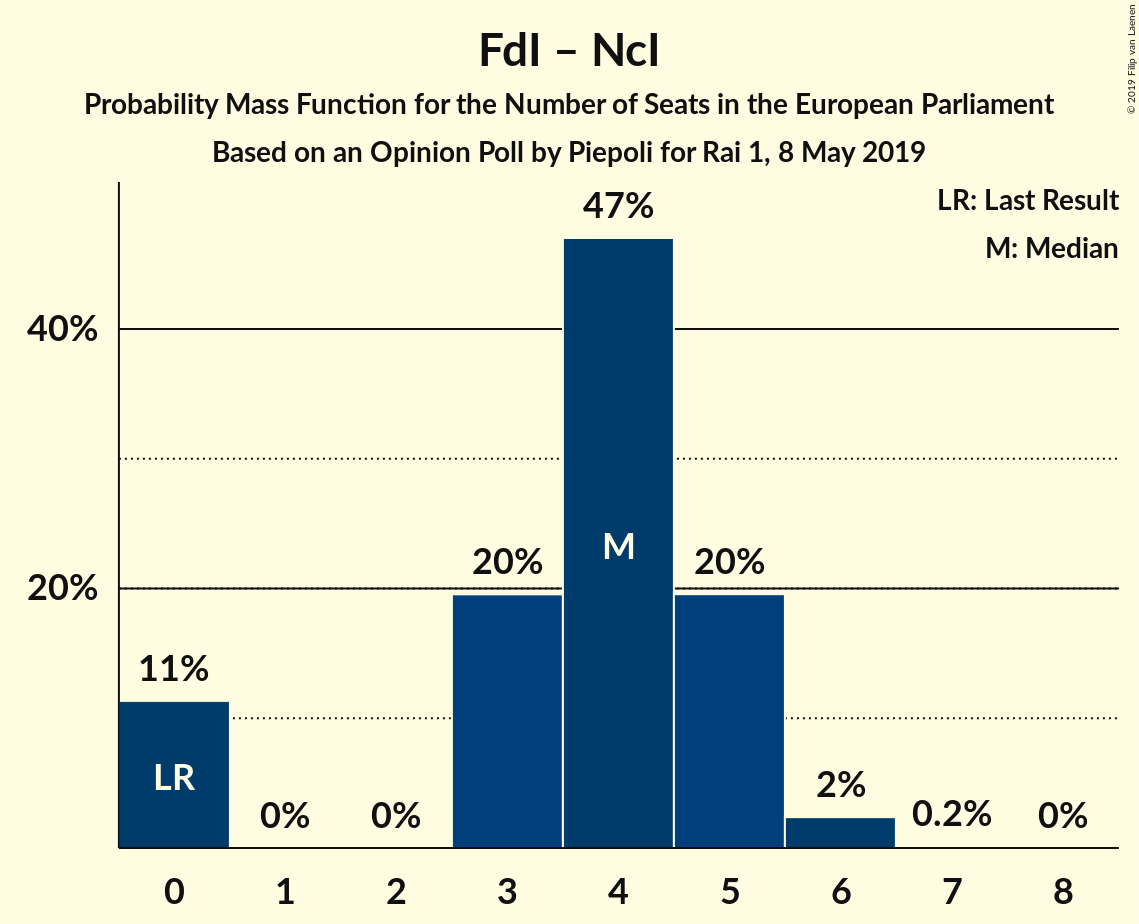 FdI – NcI
Probability Mass Function for the Number of Seats in the European Parliament
Based on an Opinion Poll by Piepoli for Rai 1, 8 May 2019
© 2019 Filip van Laenen
LR: Last Result
M: Median
47%
40%
M
20%
20%
20%
11%
LR
0%
0%
2%
0.2%
0%
0 1 2 3 4 5 6 7 8